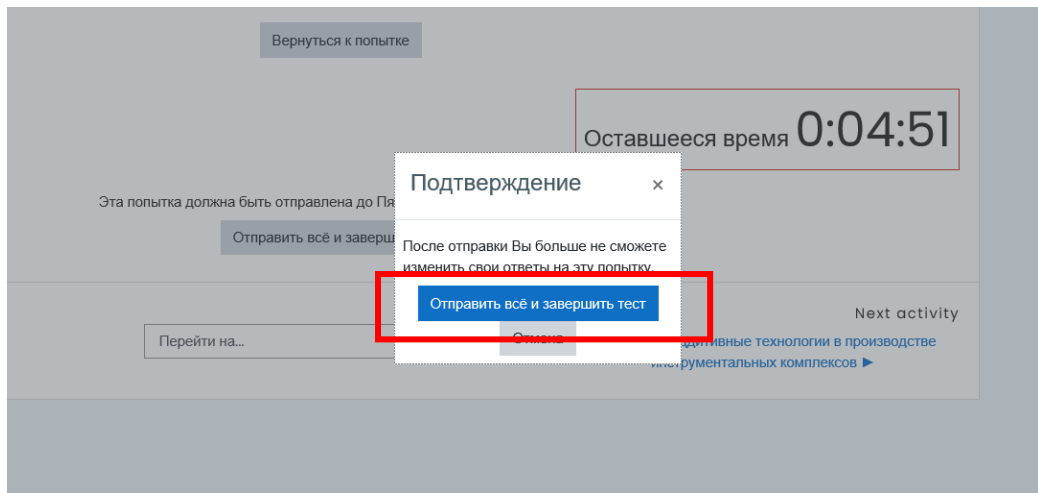 Вернуться к попытке
Оставшееся время 0:04:51
Подтверждение ×
Эта попытка должна быть отправлена до
Отправить всё и
После отправки Вы больше не сможете
изменить свои ответы на эту попытку.
Отправить всё и завершить тест
Отмена
Next activity
Перейти на...
технологии в производстве
комплексов ►